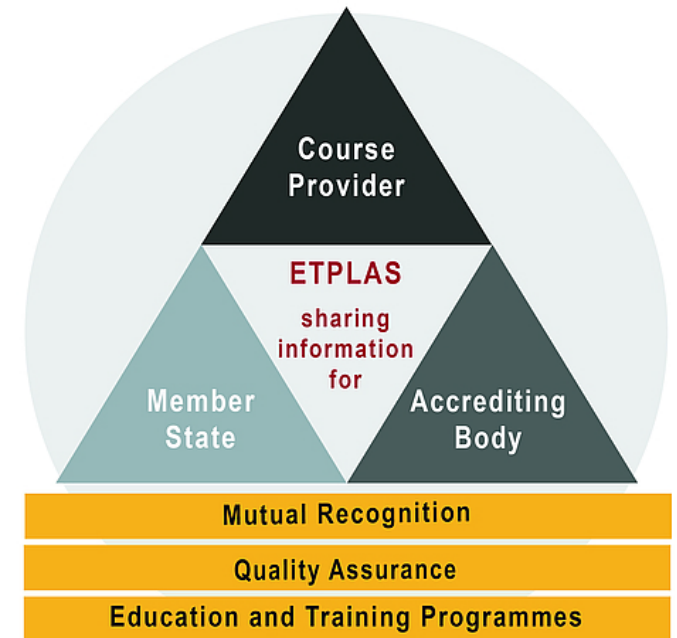 Course
Provider
ETPLAS
sharing
information
for
Member
State
Accrediting
Body
Mutual Recognition
Quality Assurance
Education and Training Programmes